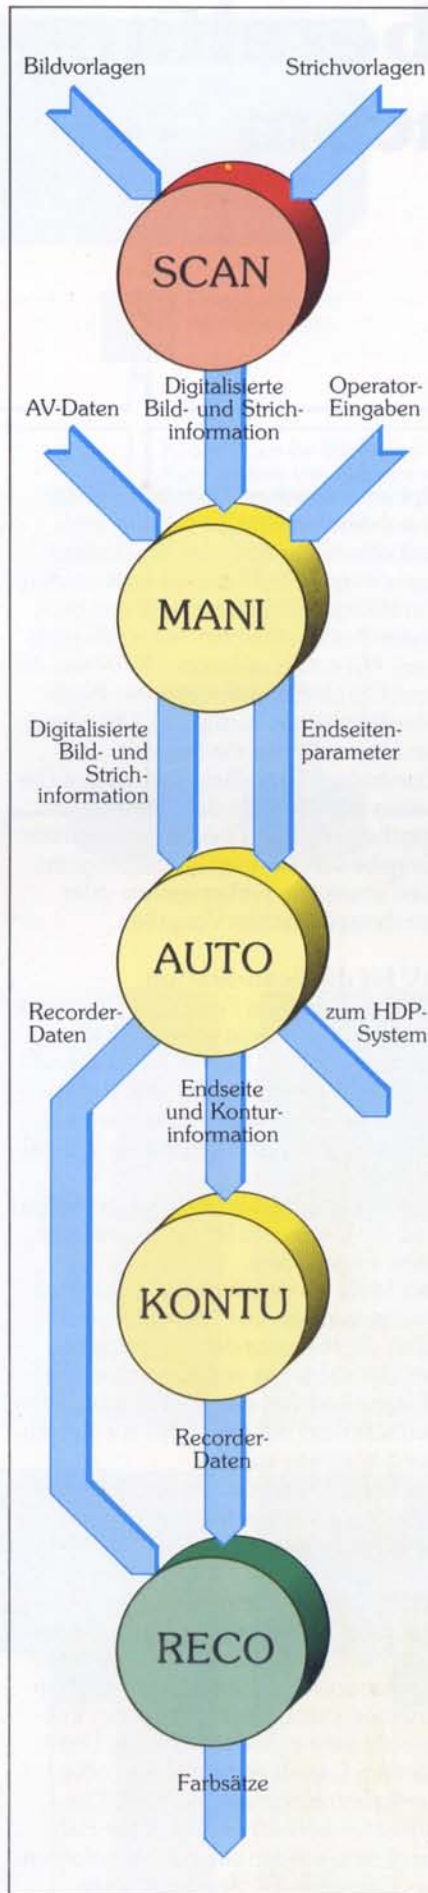 Bildvorlagen
Strichvorlagen
SCAN
AV-Daten
Digitalisierte
Bild- und Strich-
information
Operator-
Eingaben
MANI
Digitalisierte
Bild- und
Strich-
information
Endseiten-
parameter
AUTO
Recorder-
Daten
zum HDP-
System
Endseite
und Kontur-
information
KONTU
Recorder-
Daten
RECO
Farbsätze